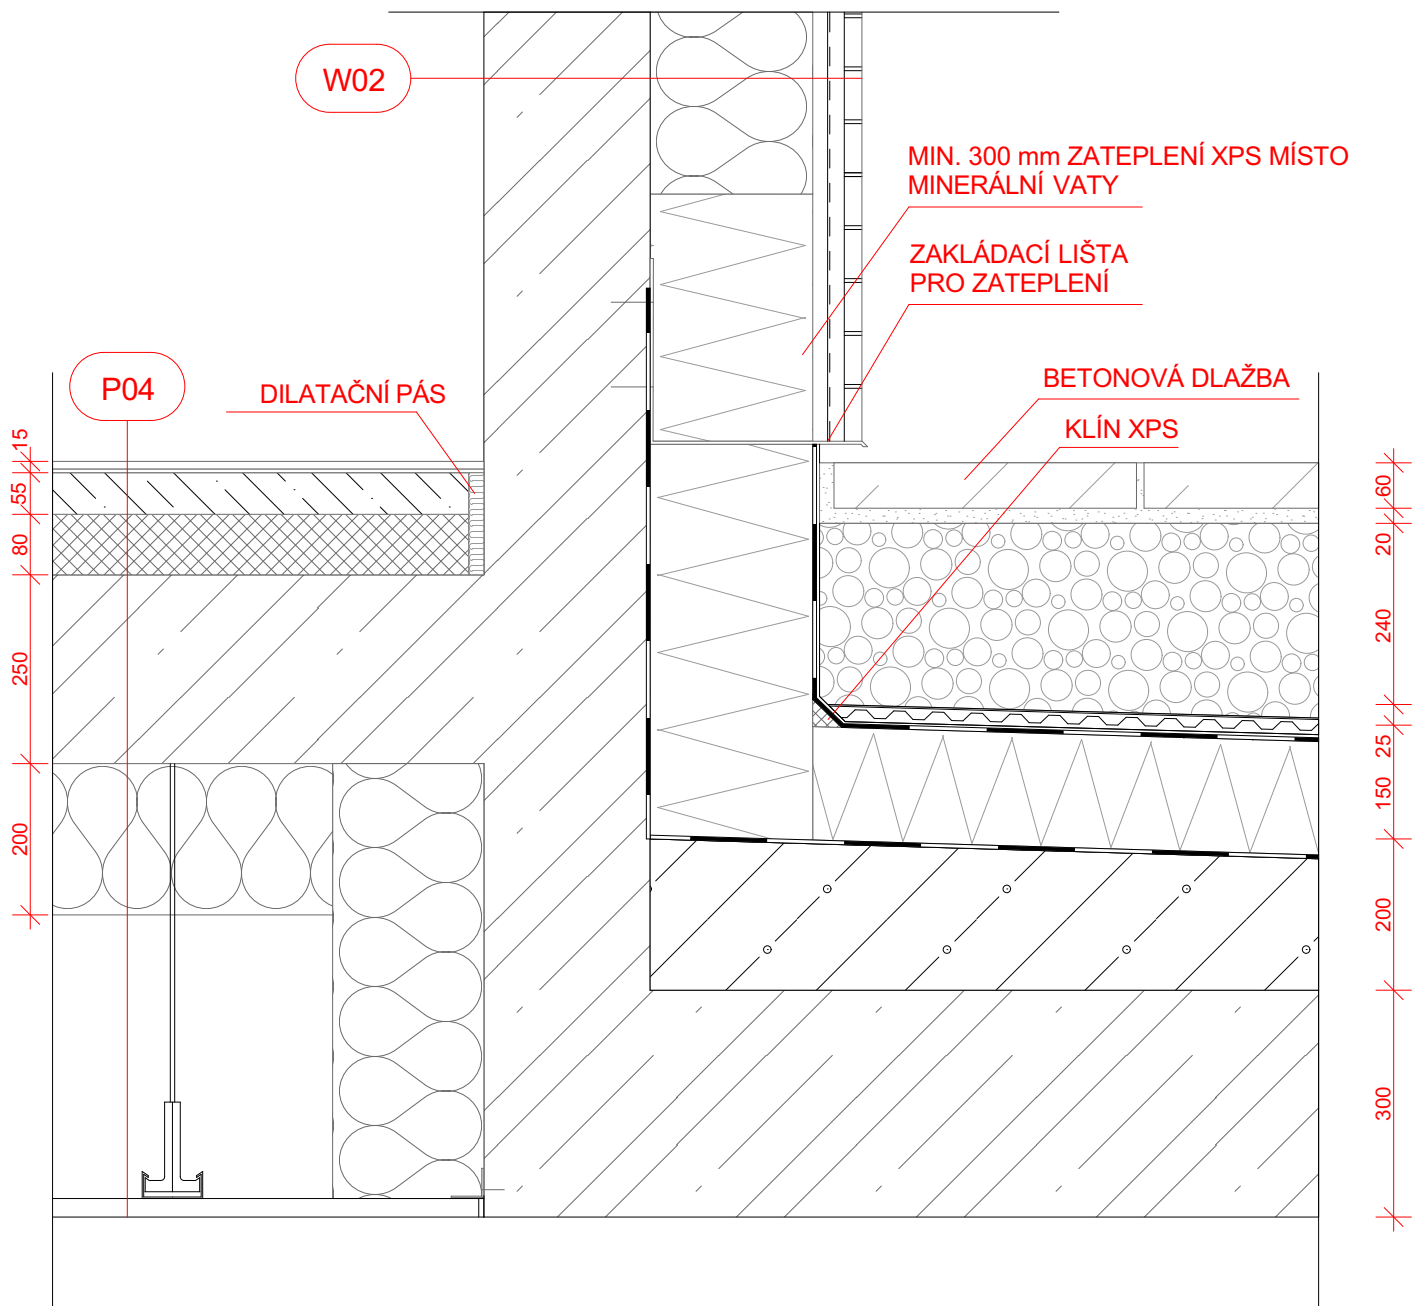 W02
MIN. 300 mm ZATEPLENÍ XPS MÍSTO
MINERÁLNÍ VATY
ZAKLÁDACÍ LIŠTA
PRO ZATEPLENÍ
P04
DILATAČNÍ PÁS
BETONOVÁ DLAŽBA
KLÍN XPS
15
55
80
250
200
60
20
240
25
150
200
300